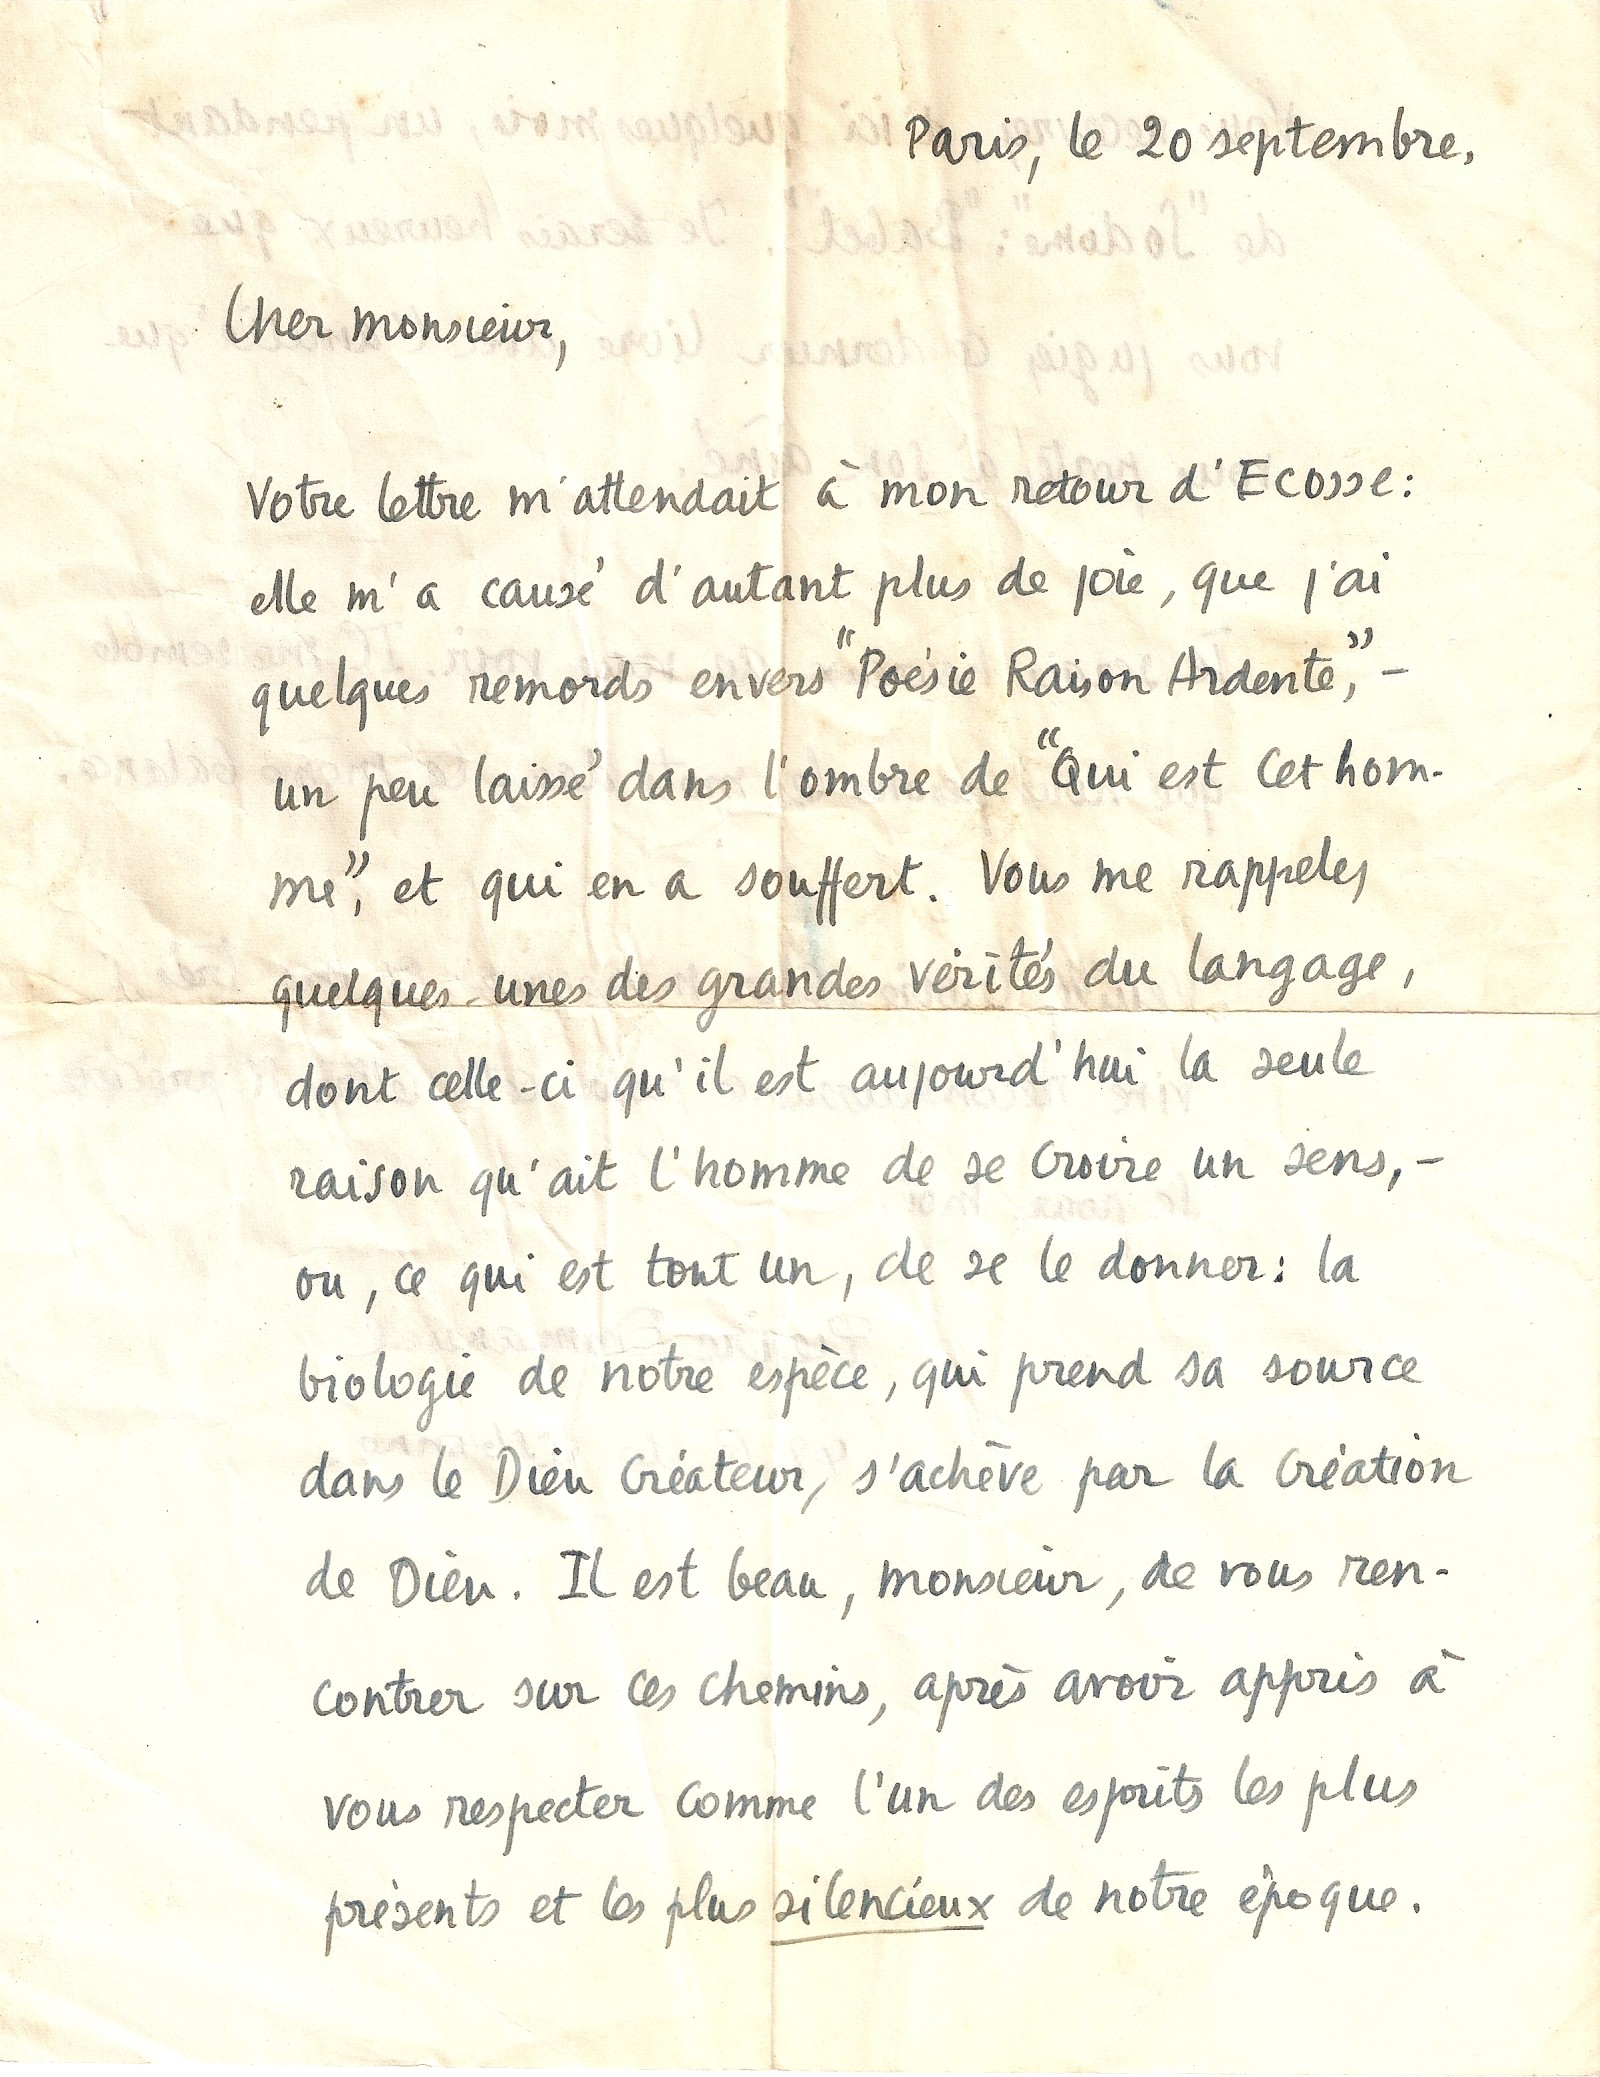 Paris, le 20 septembre.
Cher monsieur,
Votre lettre m'attendait à mon retour d'Ecosse:
elle m'a causé d'autant plus de joie, que j'ai
quelques remords envers "Poésie Raison Ardente", -
un peu laissé dans l'ombre de "Qui est cet hom-
me", et qui en a souffert. Vous me rappelez
quelques-unes des grandes vérités du langage,
dont celle-ci qu'il est aujourd'hui la seule
raison qu'ait l'homme de se croire un sens, -
ou, ce qui est tout un, de se le donner: la
biologie de notre espèce, qui prend sa source
dans le Dieu Créateur, s'achève par la Création
de Dieu. Il est beau, monsieur, de vous ren-
contrer sur ces chemins, après avoir appris à
vous respecter comme l'un des esprits les plus
présents et les plus silencieux de notre époque.